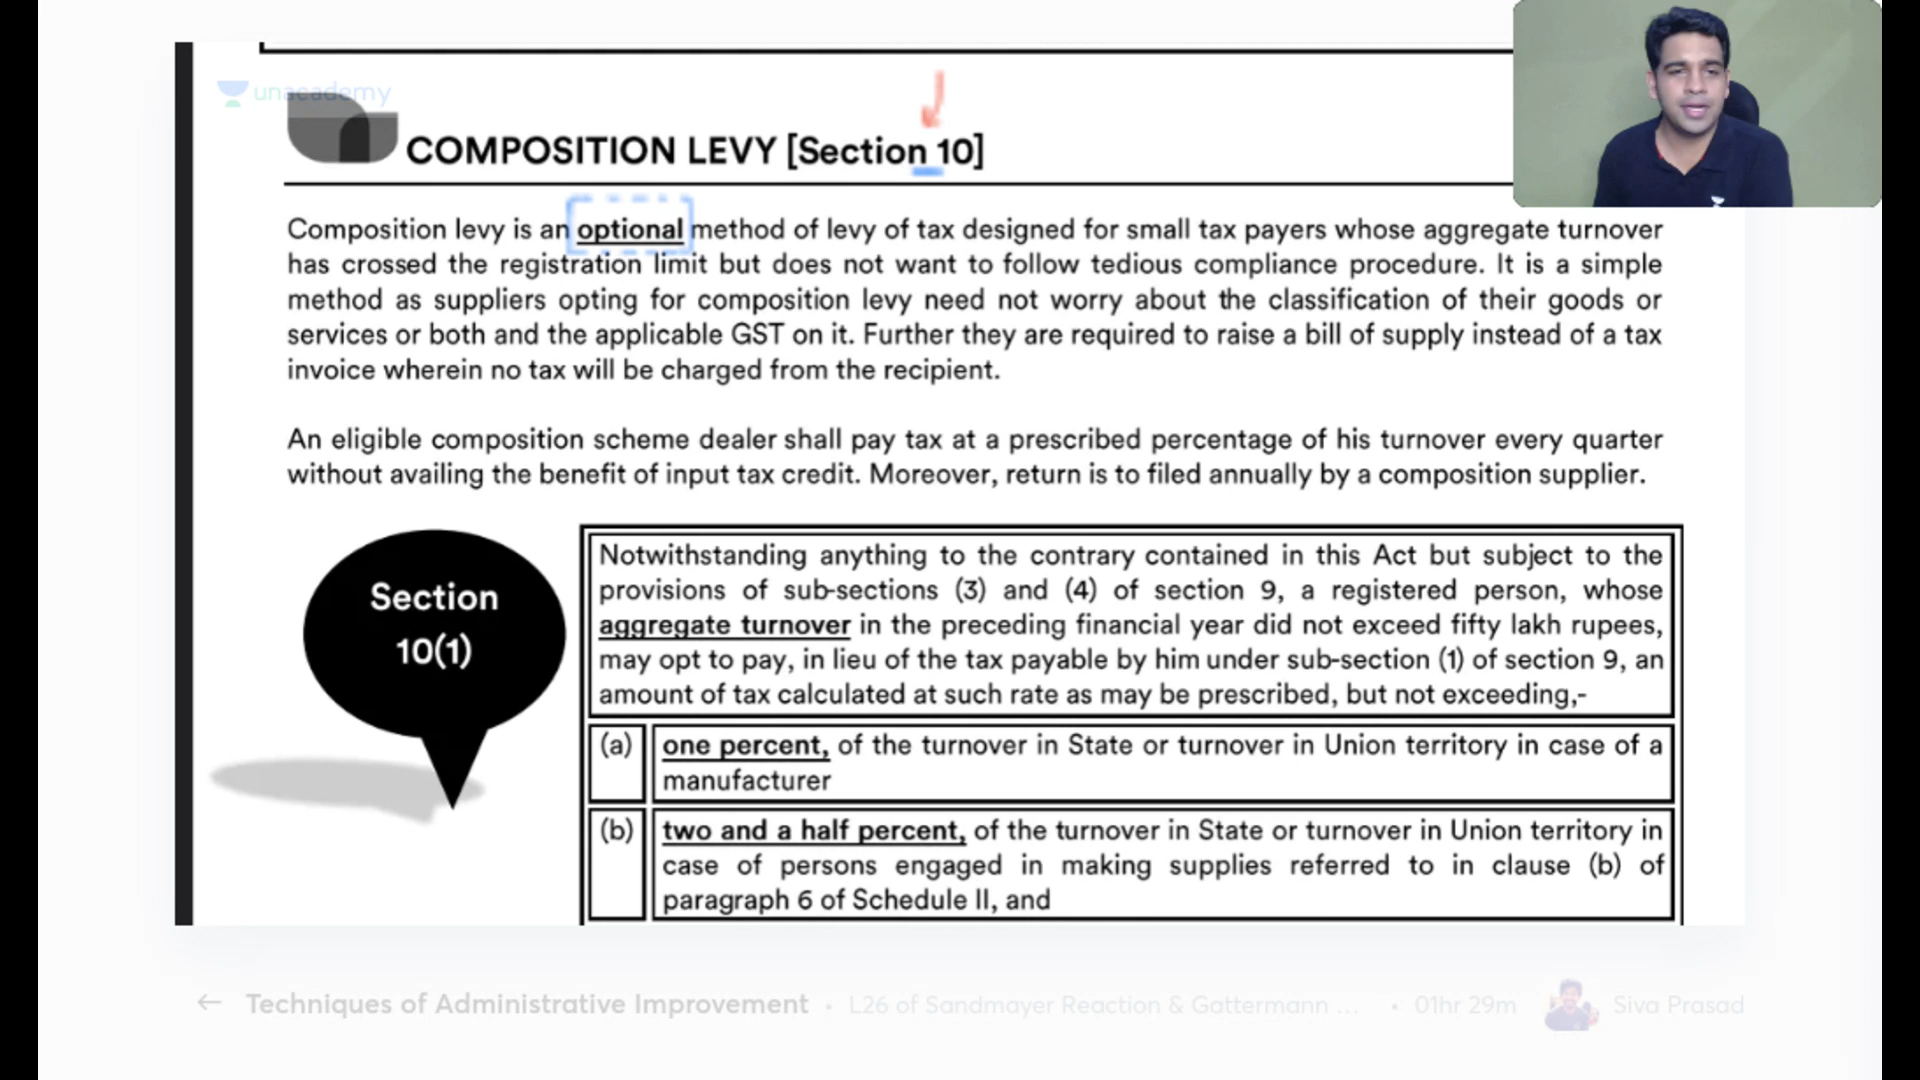 unacademy
COMPOSITION LEVY [Section 10]
Composition levy is an optional method of levy of tax designed for small tax payers whose aggregate turnover
has crossed the registration limit but does not want to follow tedious compliance procedure. It is a simple
method as suppliers opting for composition levy need not worry about the classification of their goods or
services or both and the applicable GST on it. Further they are required to raise a bill of supply instead of a tax
invoice wherein no tax will be charged from the recipient.
An eligible composition scheme dealer shall pay tax at a prescribed percentage of his turnover every quarter
without availing the benefit of input tax credit. Moreover, return is to filed annually by a composition supplier.
Section
10(1)
Notwithstanding anything to the contrary contained in this Act but subject to the
provisions of sub-sections (3) and (4) of section 9, a registered person, whose
aggregate turnover in the preceding financial year did not exceed fifty lakh rupees,
may opt to pay, in lieu of the tax payable by him under sub-section (1) of section 9, an
amount of tax calculated at such rate as may be prescribed, but not exceeding,-
(a) one percent, of the turnover in State or turnover in Union territory in case of a
manufacturer
(b) two and a half percent, of the turnover in State or turnover in Union territory in
case of persons engaged in making supplies referred to in clause (b) of
paragraph 6 of Schedule II, and
← Techniques of Administrative Improvement • L26 of Sandmayer Reaction & Gattermann ... • 01hr 29m Siva Prasad